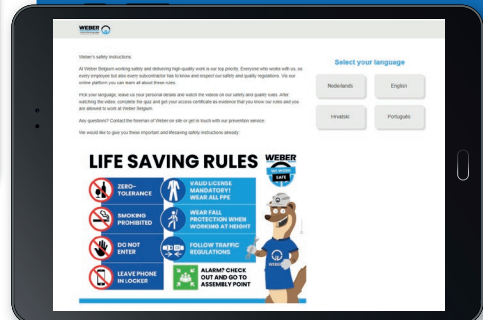 WEBER
Weber's safety instructions
At Weber Belgium working safely and delivering high quality work is our top priority. Everyone who works with us, so
every employee but also every subcontractor has to know and respect our safety and quality regulations. Via our
online platform you can learn all about these rules.
Pick your language, leave us your personal details and watch the videos on our safety and quality rules. After
watching the video, complete the quiz and get your access certificate as evidence that you know our rules and you
are allowed to work at Weber Belgium.
Any questions? Contact the foreman of Weber on site or get in touch with our prevention service.
We would like to give you these important and lifesaving safety instructions already:
Select your language
Nederlands
English
Hrvatski
Português
LIFE SAVING RULES
WEBER
WE WORK
SAFE
ZERO-
TOLERANCE
VALID LICENSE
MANDATORY!
WEAR ALL PPE
SMOKING
PROHIBITED
WEAR FALL
PROTECTION WHEN
WORKING AT HEIGHT
DO NOT
ENTER
FOLLOW TRAFFIC
REGULATIONS
LEAVE PHONE
IN LOCKER
ALARM? CHECK
OUT AND GO TO
ASSEMBLY POINT
WEBER